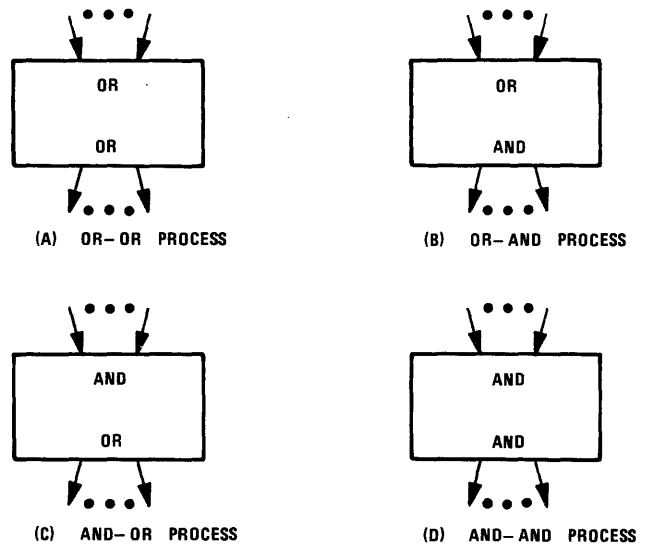 OR
OR
(A) OR-OR PROCESS
OR
AND
(B) OR-AND PROCESS
AND
OR
(C) AND-OR PROCESS
AND
AND
(D) AND-AND PROCESS